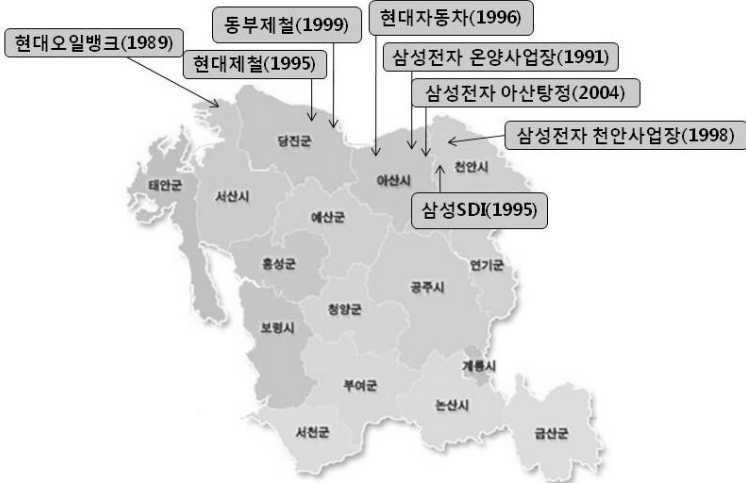 동부제철(1999)
현대자동차(1996)
현대오일뱅크(1989)
현대제철(1995)
삼성전자 온양사업장(1991)
삼성전자 아산탕정(2004)
삼성전자 천안사업장(1998)
삼성SDI(1995)
당진군
아산시
천안시
태안군
서산시
예산군
홍성군
연기군
공주시
청양군
보령시
계룡시
부여군
논산시
서천군
금산군